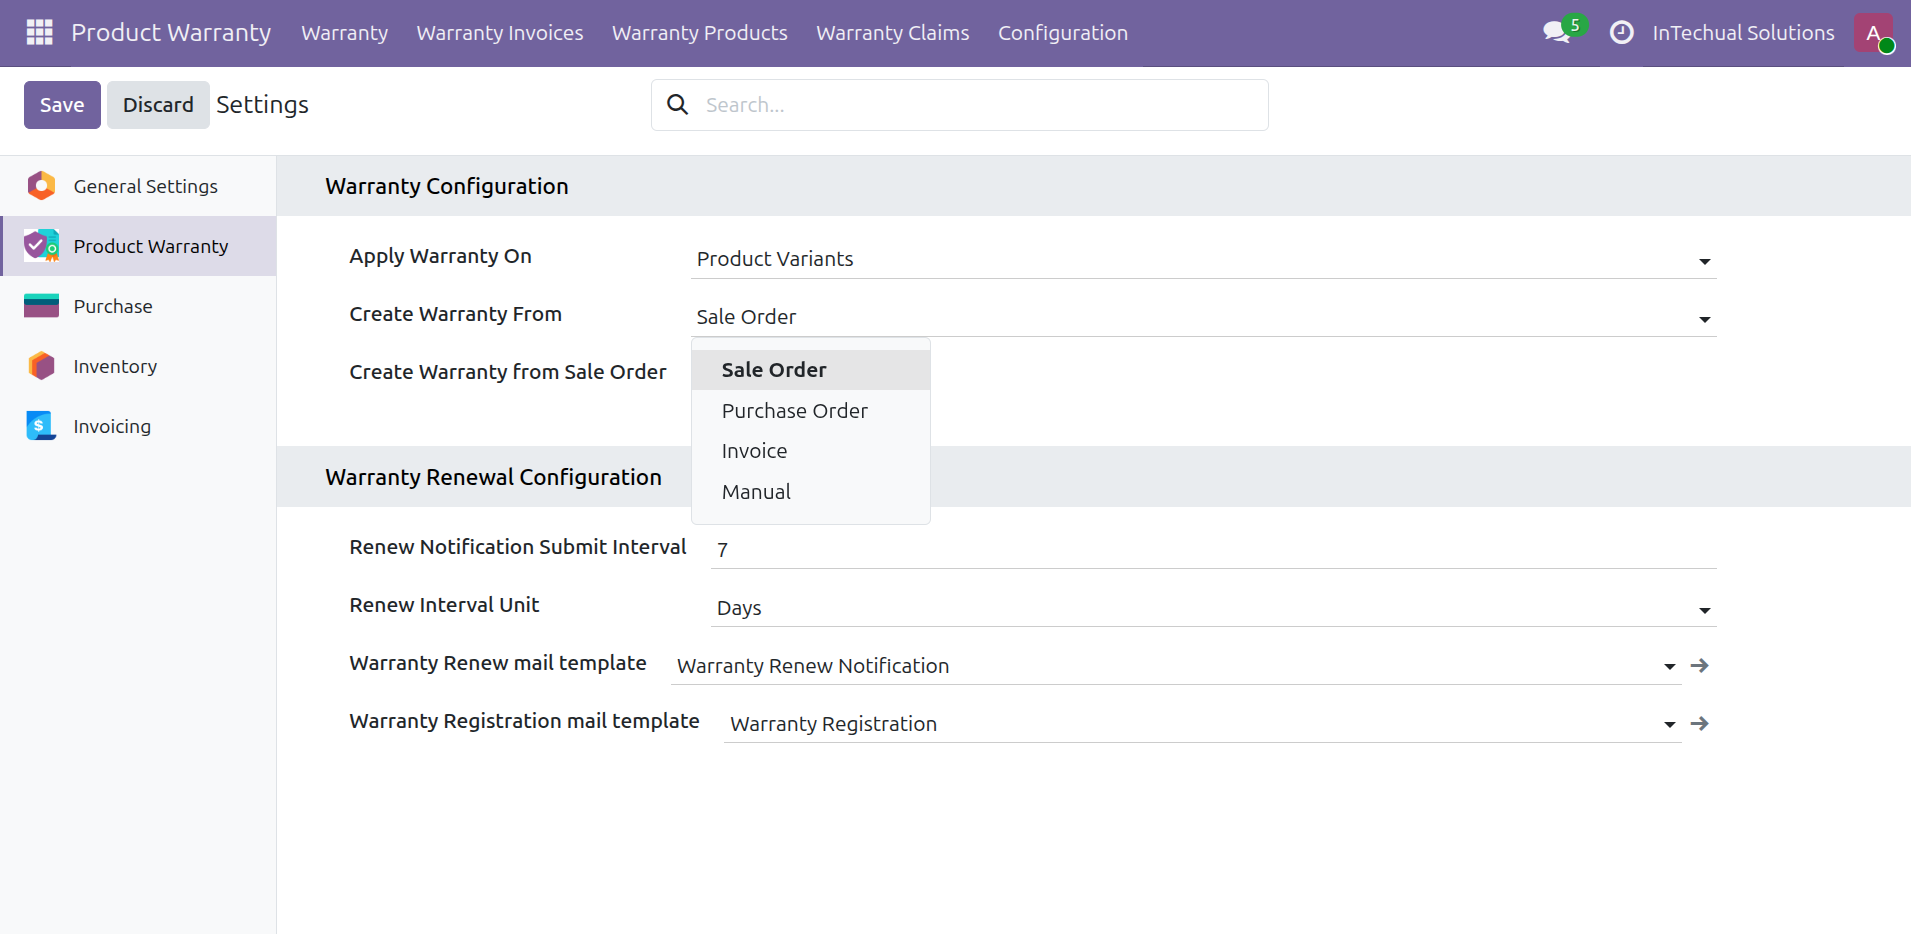 Product Warranty Warranty Warranty Invoices Warranty Products Warranty Claims Configuration 5 InTechual Solutions A
Save Discard Settings Search...
General Settings
Product Warranty
Purchase
Inventory
Invoicing
Warranty Configuration
Apply Warranty On Product Variants
Create Warranty From Sale Order
Create Warranty from Sale Order
Sale Order
Purchase Order
Invoice
Manual
Warranty Renewal Configuration
Renew Notification Submit Interval 7
Renew Interval Unit Days
Warranty Renew mail template Warranty Renew Notification
Warranty Registration mail template Warranty Registration